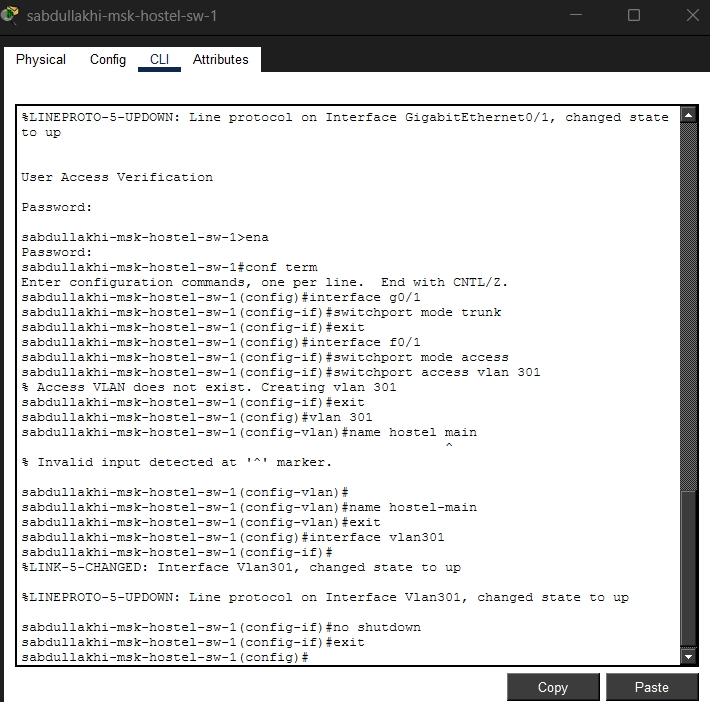 sabdullakhi-msk-hostel-sw-1
Physical Config CLI Attributes
%LINEPROTO-5-UPDOWN: Line protocol on Interface GigabitEthernet0/1, changed state
to up
User Access Verification
Password:
sabdullakhi-msk-hostel-sw-1>ena
Password:
sabdullakhi-msk-hostel-sw-1#conf term
Enter configuration commands, one per line.  End with CNTL/Z.
sabdullakhi-msk-hostel-sw-1(config)#interface g0/1
sabdullakhi-msk-hostel-sw-1(config-if)#switchport mode trunk
sabdullakhi-msk-hostel-sw-1(config-if)#exit
sabdullakhi-msk-hostel-sw-1(config)#interface f0/1
sabdullakhi-msk-hostel-sw-1(config-if)#switchport mode access
sabdullakhi-msk-hostel-sw-1(config-if)#switchport access vlan 301
% Access VLAN does not exist. Creating vlan 301
sabdullakhi-msk-hostel-sw-1(config-if)#exit
sabdullakhi-msk-hostel-sw-1(config)#vlan 301
sabdullakhi-msk-hostel-sw-1(config-vlan)#name hostel main
^
% Invalid input detected at '^' marker.
sabdullakhi-msk-hostel-sw-1(config-vlan)#
sabdullakhi-msk-hostel-sw-1(config-vlan)#name hostel-main
sabdullakhi-msk-hostel-sw-1(config-vlan)#exit
sabdullakhi-msk-hostel-sw-1(config)#interface vlan301
sabdullakhi-msk-hostel-sw-1(config-if)#
%LINK-5-CHANGED: Interface Vlan301, changed state to up
%LINEPROTO-5-UPDOWN: Line protocol on Interface Vlan301, changed state to up
sabdullakhi-msk-hostel-sw-1(config-if)#no shutdown
sabdullakhi-msk-hostel-sw-1(config-if)#exit
sabdullakhi-msk-hostel-sw-1(config)#
Copy Paste